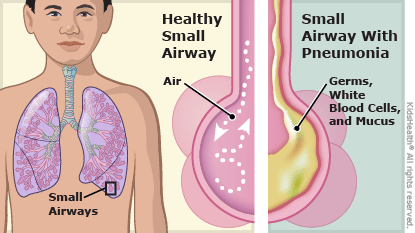 Healthy
Small
Airway
Air
Small
Airways
Small
Airway With
Pneumonia
Germs,
White
Blood Cells,
and Mucus
KidsHealth® All rights reserved.